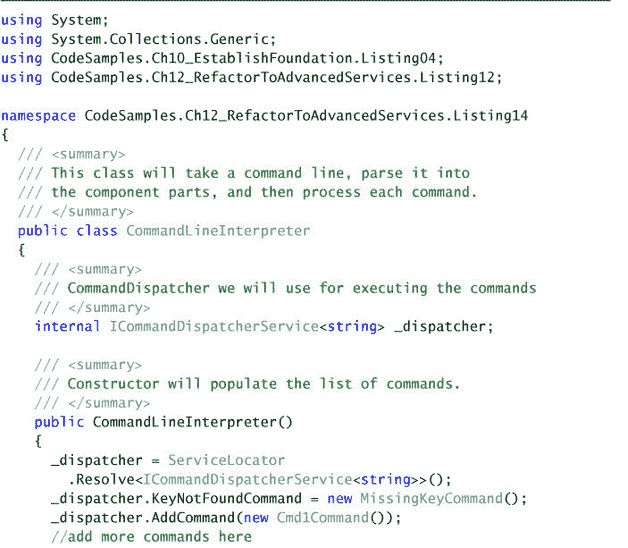 using System;
using System.Collections.Generic;
using CodeSamples.Ch10_EstablishFoundation.Listing04;
using CodeSamples.Ch12_RefactorToAdvancedServices.Listing12;

namespace CodeSamples.Ch12_RefactorToAdvancedServices.Listing14
{
  /// <summary>
  /// This class will take a command line, parse it into
  /// the component parts, and then process each command.
  /// </summary>
  public class CommandLineInterpreter
  {
    /// <summary>
    /// CommandDispatcher we will use for executing the commands
    /// </summary>
    internal ICommandDispatcherService<string> _dispatcher;

    /// <summary>
    /// Constructor will populate the list of commands.
    /// </summary>
    public CommandLineInterpreter()
    {
      _dispatcher = ServiceLocator
        .Resolve<ICommandDispatcherService<string>>();
      _dispatcher.KeyNotFoundCommand = new MissingKeyCommand();
      _dispatcher.AddCommand(new Cmd1Command());
      //add more commands here